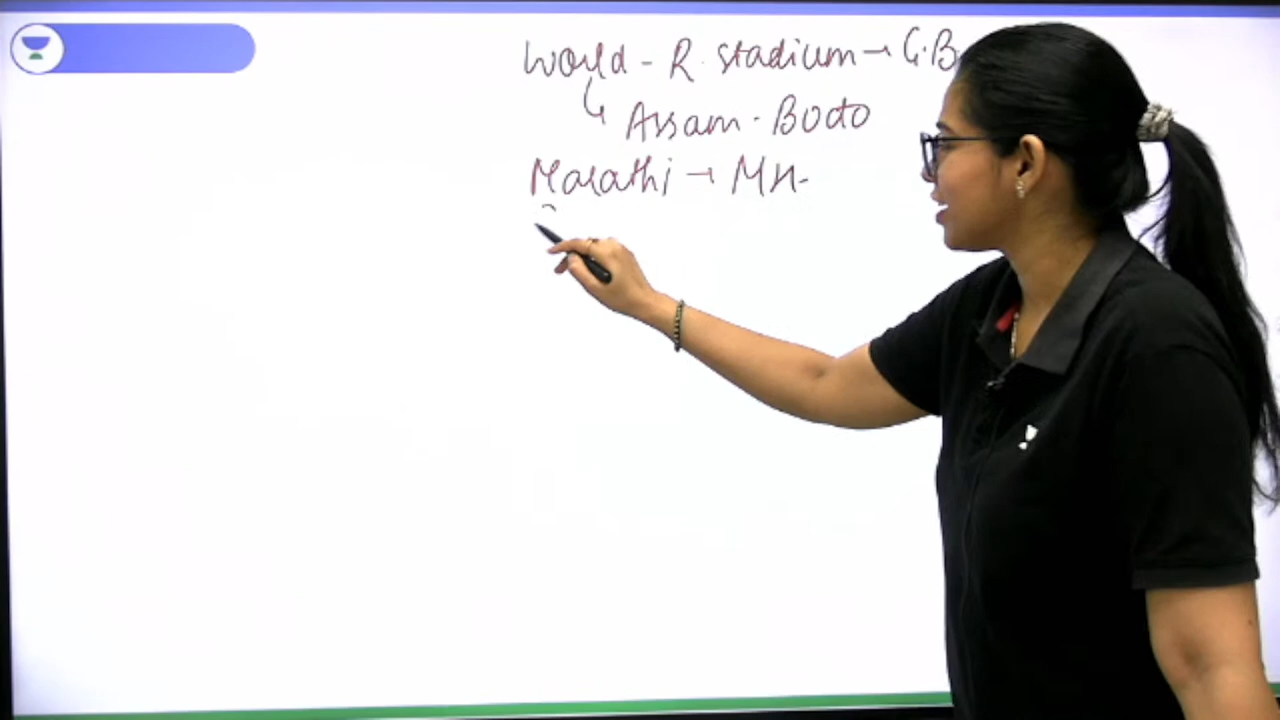 World - R. Stadium → G.B.
↳ Assam - Bodo
Marathi → MH-